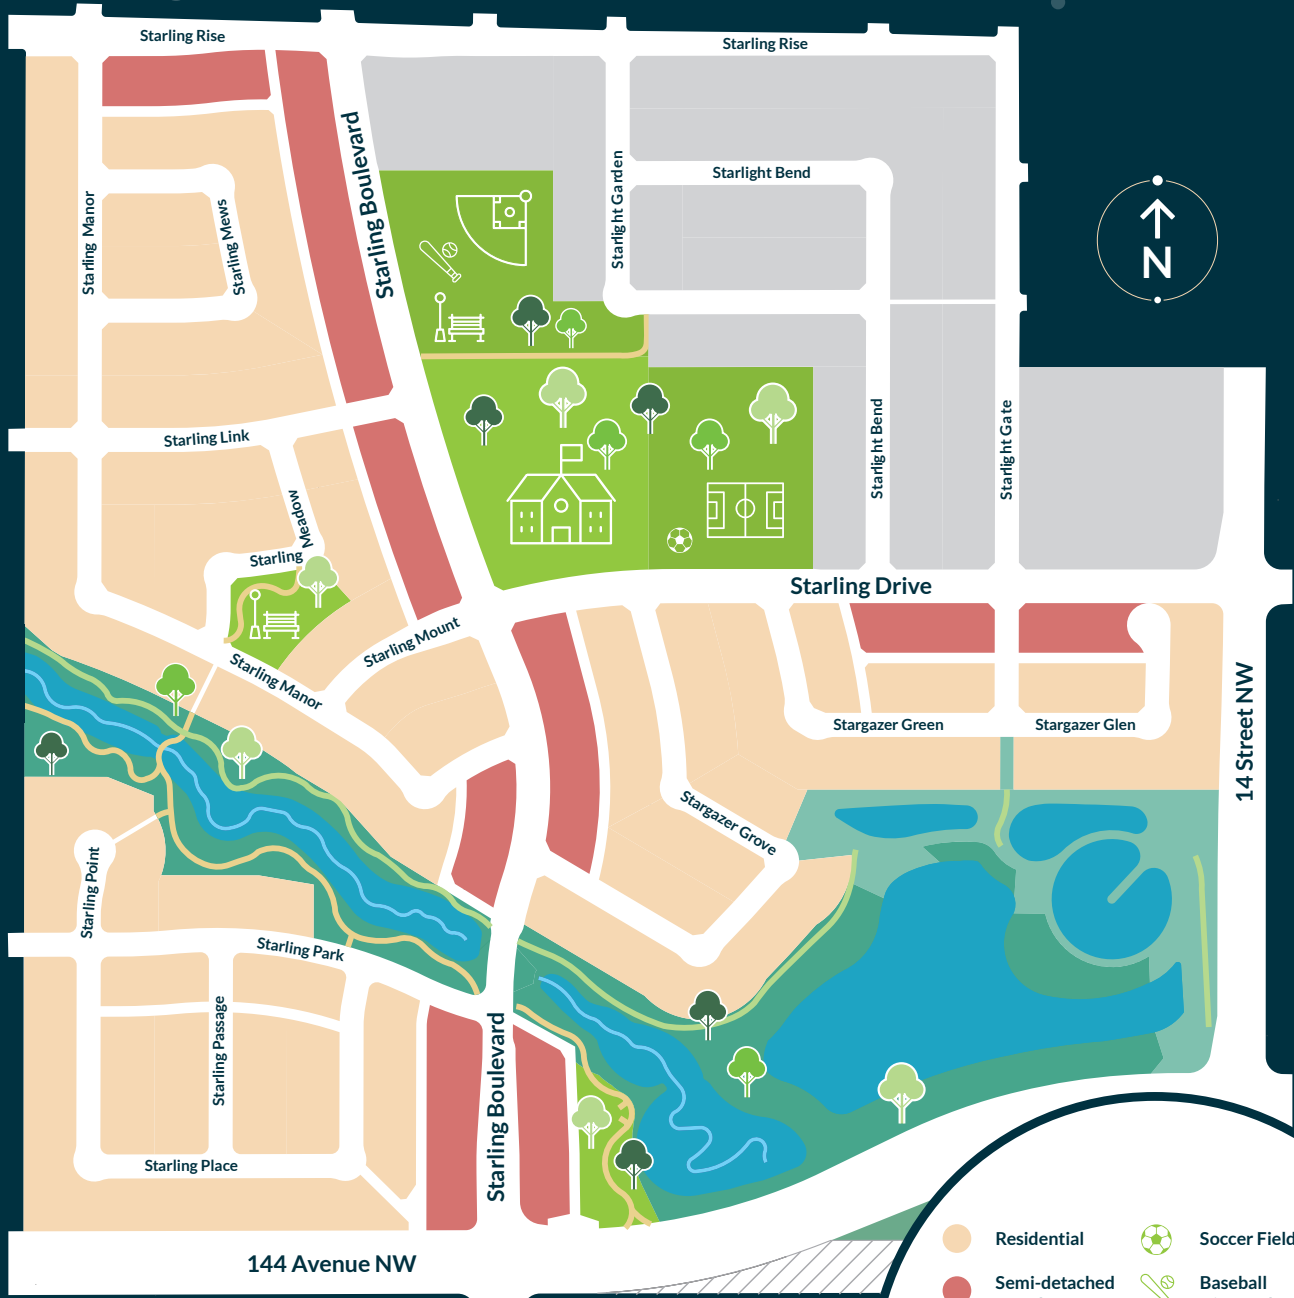 Starling Rise
Starling Rise
Starling Boulevard
Starlight Garden
Starlight Bend
Starling Manor
Starling Mews
N
Starling Link
Starlight Bend
Starlight Gate
Starling
Meadow
Starling Drive
Starling Mount
Starling Manor
Stargazer Green
Stargazer Glen
14 Street NW
Stargazer Grove
Starling Point
Starling Park
Starling Passage
Starling Boulevard
Starling Place
144 Avenue NW
Residential
Soccer Field
Semi-detached
Baseball